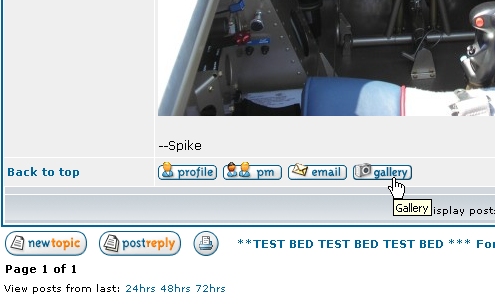 --Spike
Back to top
profile pm email gallery
Gallery
isplay posts
newtopic postreply **TEST BED TEST BED TEST BED *** For
Page 1 of 1
View posts from last: 24hrs 48hrs 72hrs